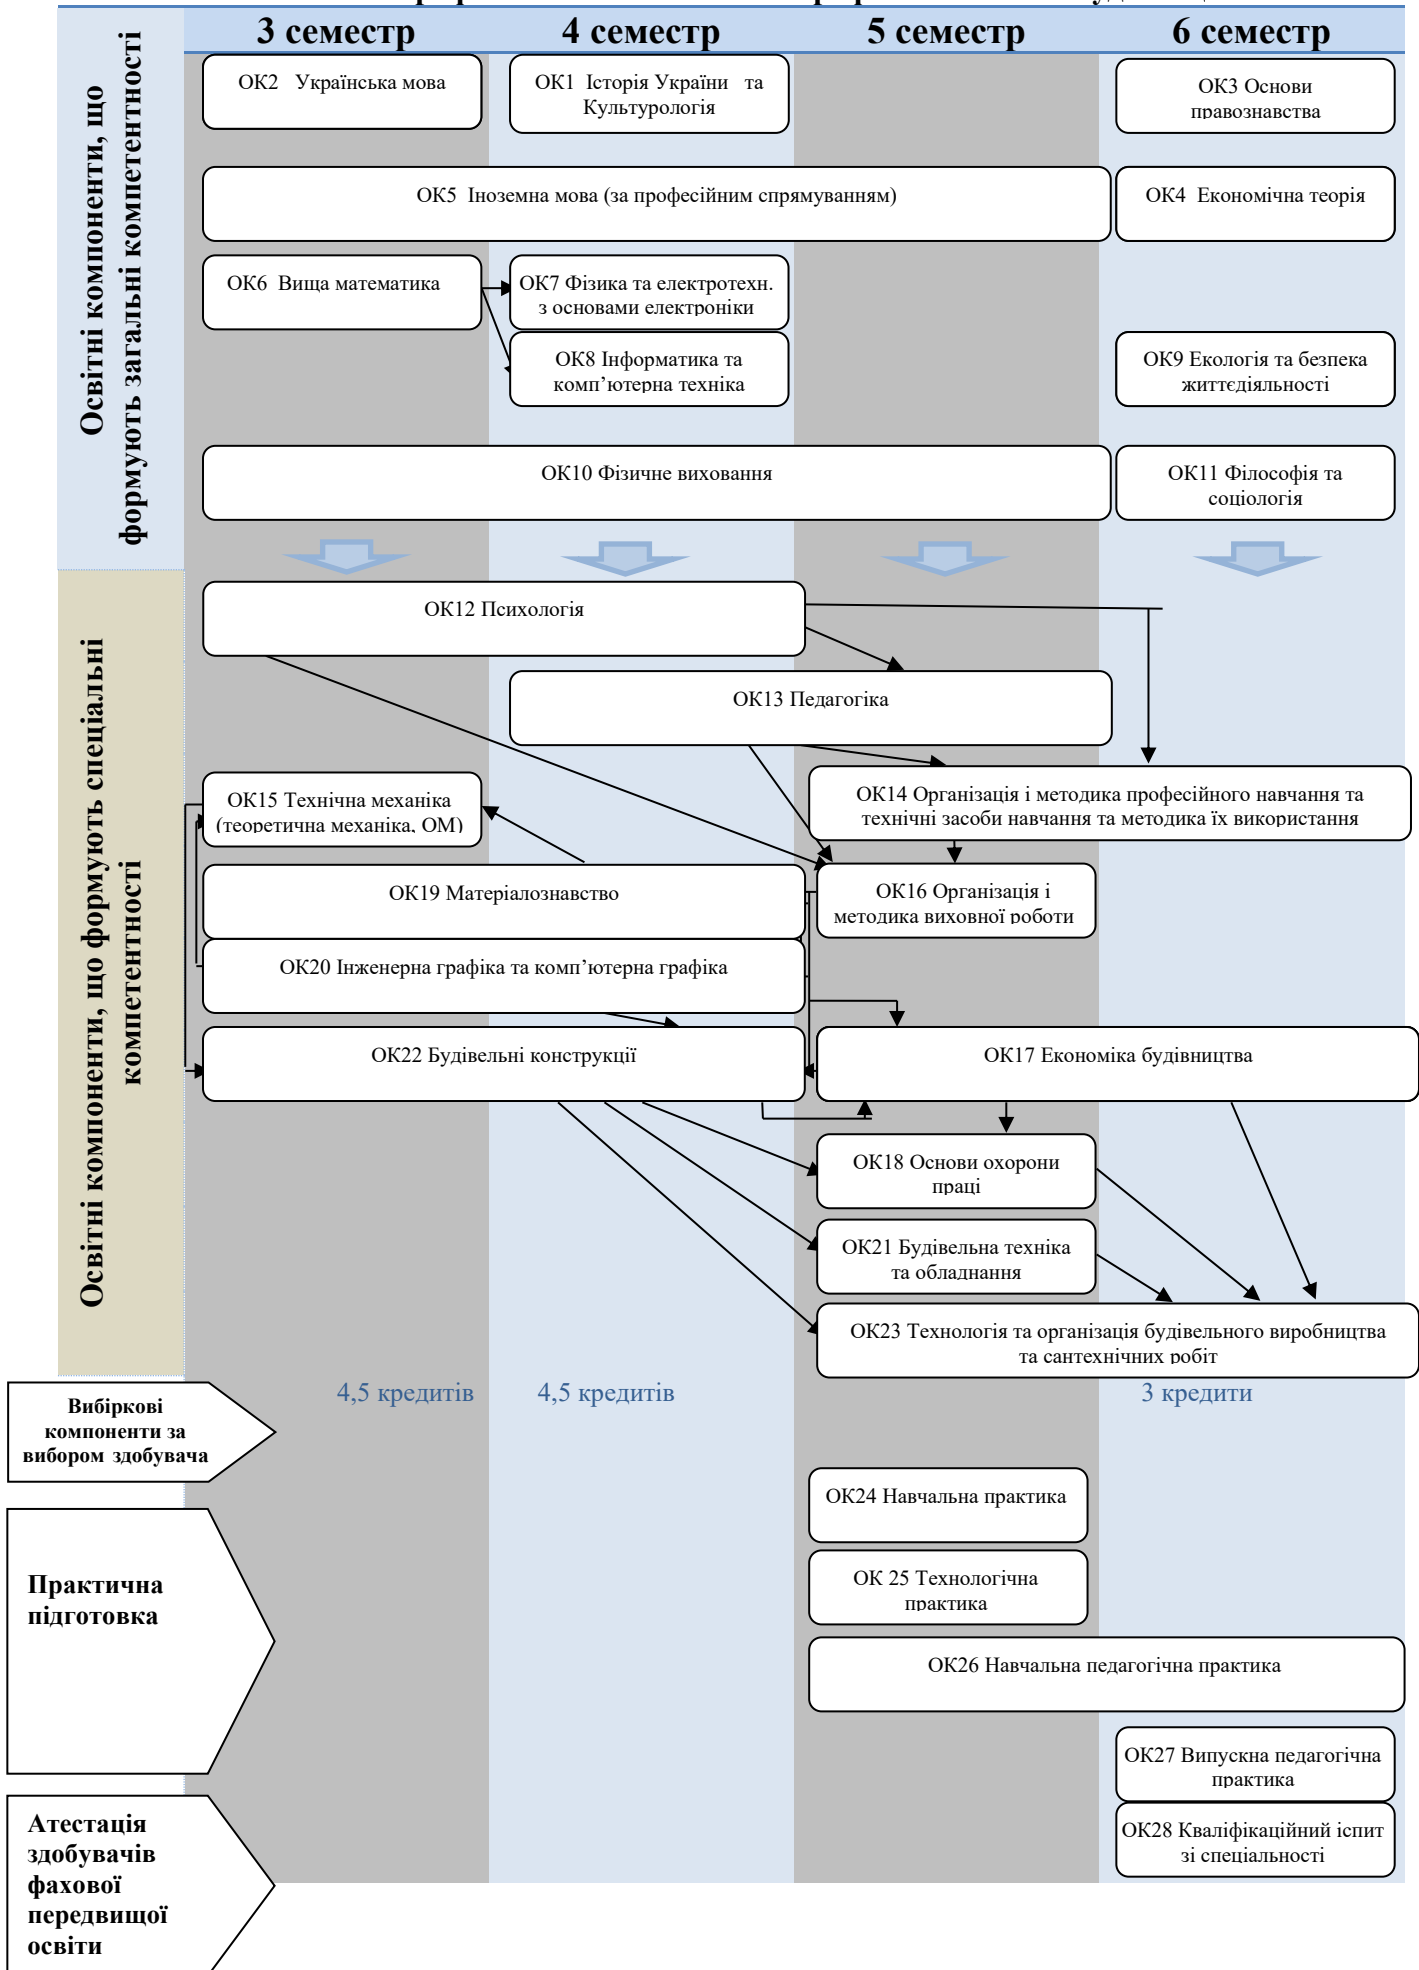 3 семестр
4 семестр
5 семестр
6 семестр
Освітні компоненти, що
формують загальні компетентності
ОК2 Українська мова
ОК1 Історія України та
Культурологія
ОК3 Основи
правознавства
ОК5 Іноземна мова (за професійним спрямуванням)
ОК4 Економічна теорія
ОК6 Вища математика
ОК7 Фізика та електротехн.
з основами електроніки
ОК8 Інформатика та
комп’ютерна техніка
ОК9 Екологія та безпека
життєдіяльності
ОК10 Фізичне виховання
ОК11 Філософія та
соціологія
Освітні компоненти, що формують спеціальні
компетентності
ОК12 Психологія
ОК13 Педагогіка
ОК15 Технічна механіка
(теоретична механіка, ОМ)
ОК14 Організація і методика професійного навчання та
технічні засоби навчання та методика їх використання
ОК19 Матеріалознавство
ОК16 Організація і
методика виховної роботи
ОК20 Інженерна графіка та комп’ютерна графіка
ОК22 Будівельні конструкції
ОК17 Економіка будівництва
ОК18 Основи охорони
праці
ОК21 Будівельна техніка
та обладнання
ОК23 Технологія та організація будівельного виробництва
та сантехнічних робіт
Вибіркові
компоненти за
вибором здобувача
4,5 кредитів
4,5 кредитів
3 кредити
ОК24 Навчальна практика
Практична
підготовка
ОК 25 Технологічна
практика
ОК26 Навчальна педагогічна практика
ОК27 Випускна педагогічна
практика
Атестація
здобувачів
фахової
передвищої
освіти
ОК28 Кваліфікаційний іспит
зі спеціальності